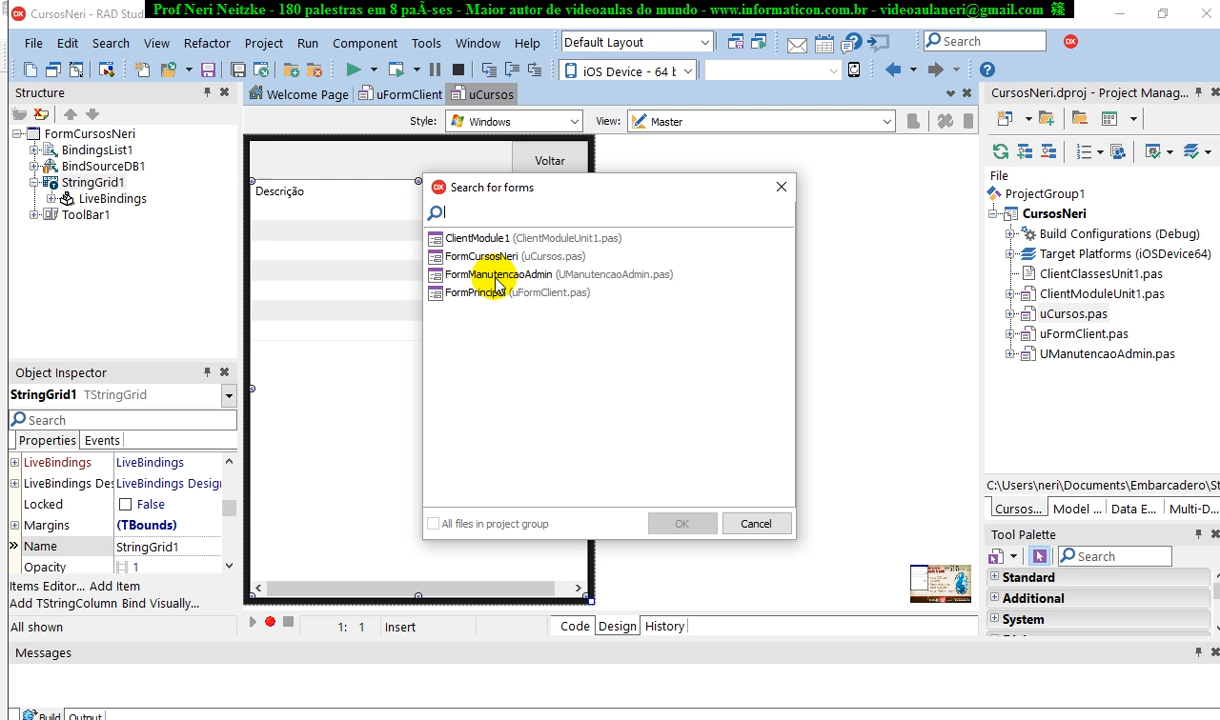 CursosNeri - RAD Stud
Prof Neri Neitzke - 180 palestras em 8 paÃ-ses - Maior autor de videoaulas do mundo - www.informaticon.com.br - videoaulaneri@gmail.com
File Edit Search View Refactor Project Run Component Tools Window Help
Default Layout
Search
iOS Device - 64 b
Structure
FormCursosNeri
BindingsList1
BindSourceDB1
StringGrid1
LiveBindings
ToolBar1
Welcome Page
uFormClient
uCursos
Style:
Windows
View:
Master
Voltar
Descrição
Search for forms
ClientModule1 (ClientModuleUnit1.pas)
FormCursosNeri (uCursos.pas)
FormManutencaoAdmin (UManutencaoAdmin.pas)
FormPrincipal (uFormClient.pas)
All files in project group
OK
Cancel
1: 1
Insert
Code
Design
History
Object Inspector
StringGrid1 TStringGrid
Search
Properties
Events
LiveBindings LiveBindings
LiveBindings Des LiveBindings Desig
Locked False
Margins (TBounds)
Name StringGrid1
Opacity 1
Items Editor... Add Item
Add TStringColumn Bind Visually...
All shown
Messages
Build
Output
CursosNeri.dproj - Project Manag...
File
ProjectGroup1
CursosNeri
Build Configurations (Debug)
Target Platforms (iOSDevice64)
ClientClassesUnit1.pas
ClientModuleUnit1.pas
uCursos.pas
uFormClient.pas
UManutencaoAdmin.pas
C:\Users\neri\Documents\Embarcadero\St
Cursos...
Model ...
Data E...
Multi-D...
Tool Palette
Search
Standard
Additional
System